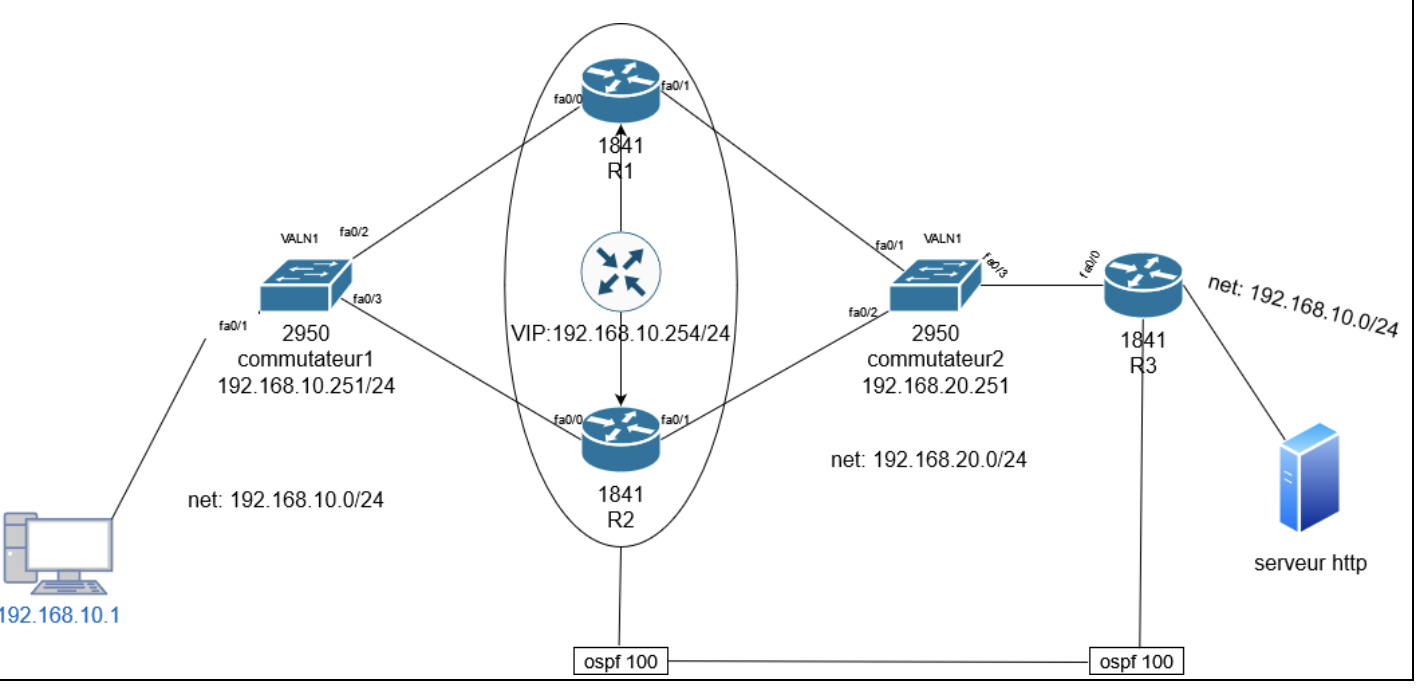 fa0/0
fa0/1
1841
R1
VALN1
fa0/2
fa0/3
fa0/1
2950
commutateur1
192.168.10.251/24
VIP:192.168.10.254/24
fa0/1
VALN1
fa0/3
fa0/2
2950
commutateur2
192.168.20.251
fa0/0
1841
R3
net: 192.168.10.0/24
fa0/0
fa0/1
1841
R2
net: 192.168.20.0/24
net: 192.168.10.0/24
serveur http
192.168.10.1
ospf 100
ospf 100